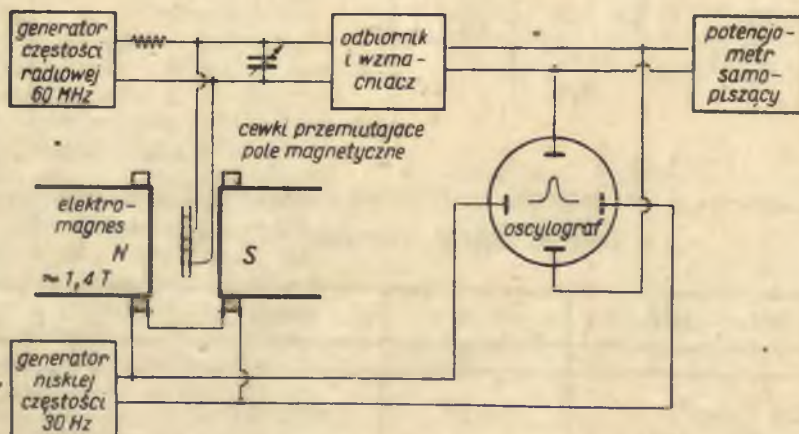 generator
częstości
radiowej
60 MHz
odbiornik
i wzma-
cniacz
potencjo-
metr
samo-
piszący
cewki przemiatające
pole magnetyczne
elektro-
magnes
N
~1,4 T
S
oscylograf
generator
niskiej
częstości
30 Hz